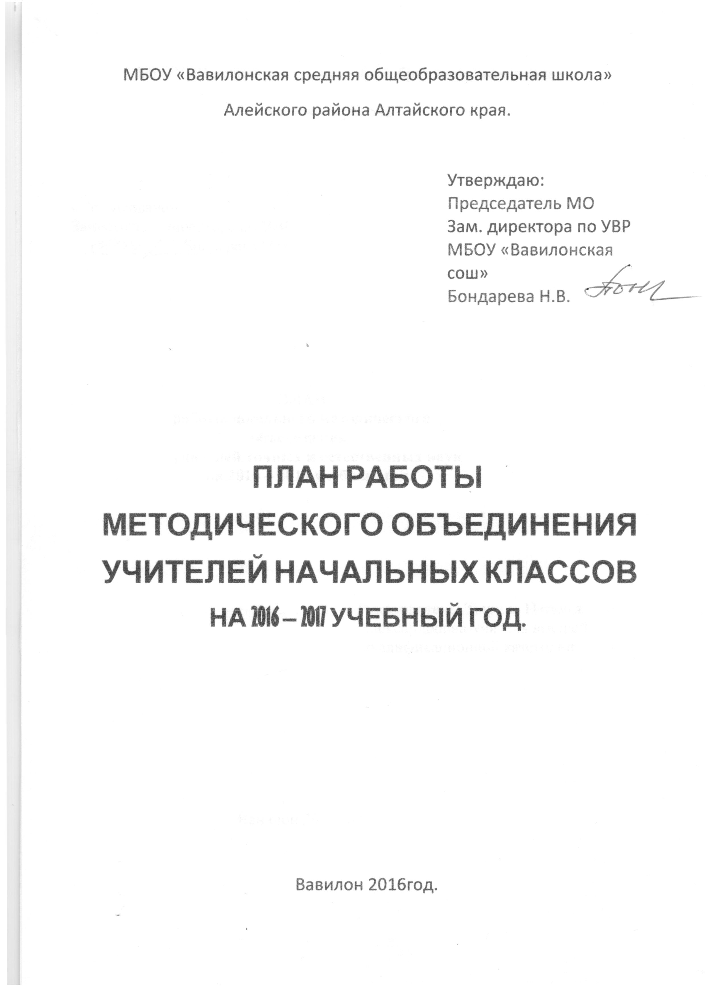 МБОУ «Вавилонская средняя общеобразовательная школа»
Алейского района Алтайского края.
Утверждаю:
Председатель МО
Зам. директора по УВР
МБОУ «Вавилонская
сош»
Бондарева Н.В.
ПЛАН РАБОТЫ
МЕТОДИЧЕСКОГО ОБЪЕДИНЕНИЯ
УЧИТЕЛЕЙ НАЧАЛЬНЫХ КЛАССОВ
НА 2016 – 2017 УЧЕБНЫЙ ГОД.
Вавилон 2016год.